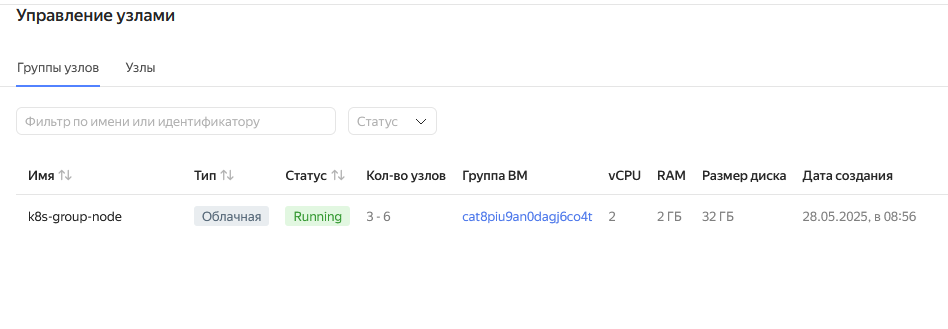 Управление узлами
Группы узлов Узлы
Фильтр по имени или идентификатору Статус
Имя Тип Статус Кол-во узлов Группа ВМ vCPU RAM Размер диска Дата создания
k8s-group-node Облачная Running 3 - 6 cat8piu9an0dagj6co4t 2 2 ГБ 32 ГБ 28.05.2025, в 08:56